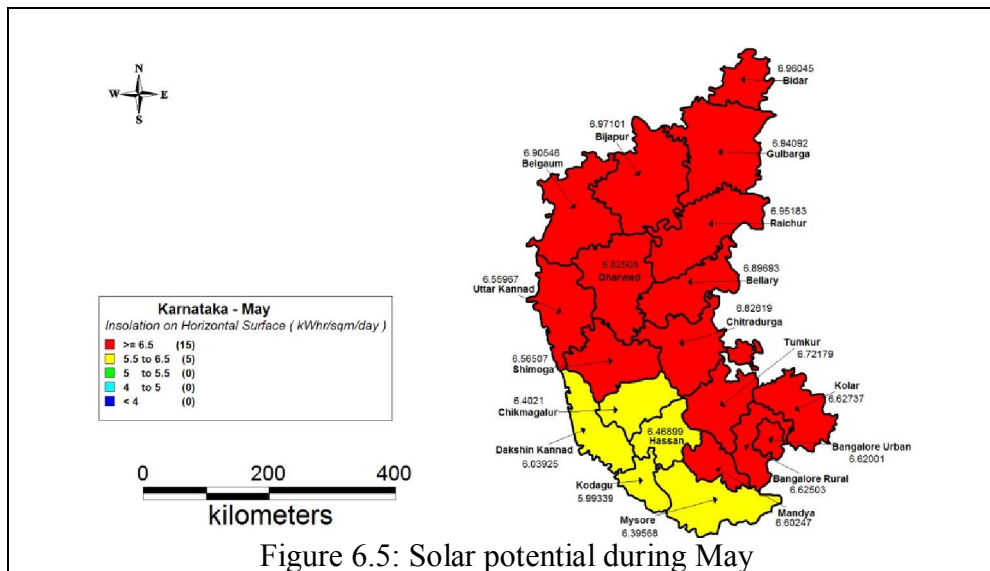 N
W E
S
6.96045
Bidar
6.97101
Bijapur
6.94092
Gulbarga
6.90546
Belgaum
6.95183
Raichur
6.82508
Dharwad
6.89693
Bellary
6.55967
Uttar Kannad
6.82619
Chitradurga
Karnataka - May
Insolation on Horizontal Surface ( kWhr/sqm/day )
>= 6.5 (15)
5.5 to 6.5 (5)
5 to 5.5 (0)
4 to 5 (0)
< 4 (0)
Tumkur
6.72179
6.56507
Shimoga
Kolar
6.62737
6.4021
Chikmagalur
6.46899
Hassan
Dakshin Kannad
6.03925
Bangalore Urban
6.62001
Bangalore Rural
6.62503
Kodagu
5.99339
Mandya
6.60247
Mysore
6.39568
0 200 400
kilometers
Figure 6.5: Solar potential during May